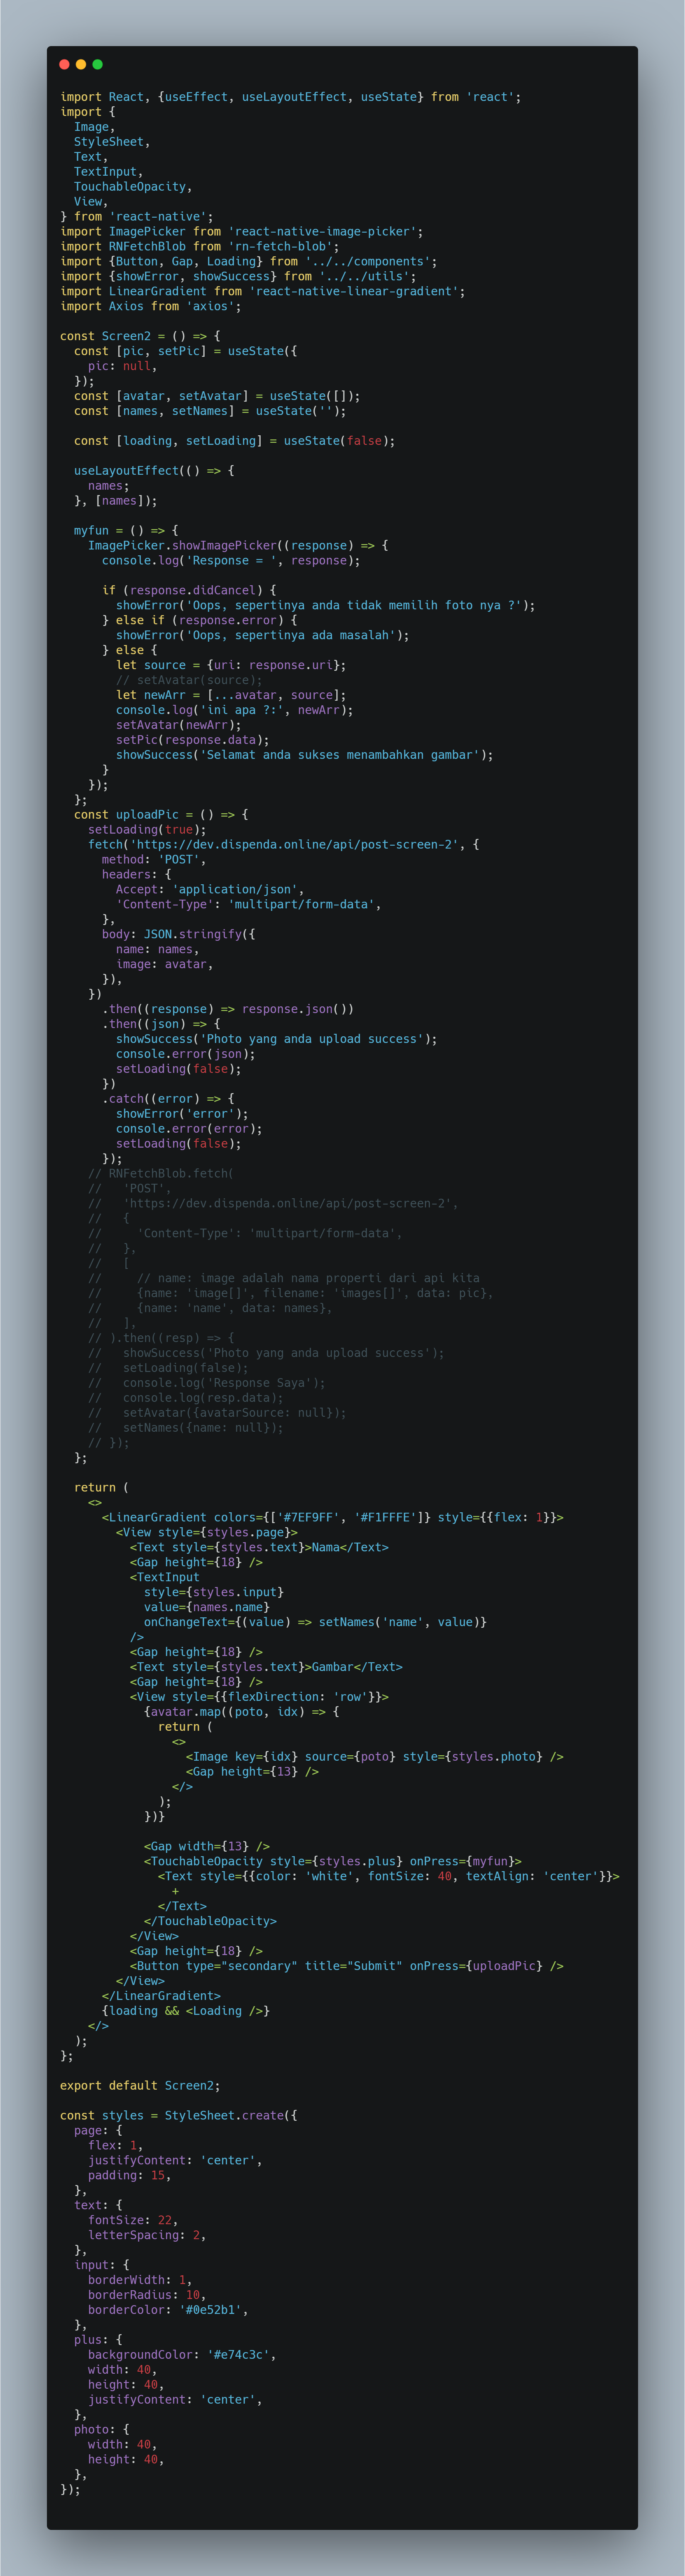 import React, {useEffect, useLayoutEffect, useState} from 'react';
import {
  Image,
  StyleSheet,
  Text,
  TextInput,
  TouchableOpacity,
  View,
} from 'react-native';
import ImagePicker from 'react-native-image-picker';
import RNFetchBlob from 'rn-fetch-blob';
import {Button, Gap, Loading} from '../../components';
import {showError, showSuccess} from '../../utils';
import LinearGradient from 'react-native-linear-gradient';
import Axios from 'axios';

const Screen2 = () => {
  const [pic, setPic] = useState({
    pic: null,
  });
  const [avatar, setAvatar] = useState([]);
  const [names, setNames] = useState('');

  const [loading, setLoading] = useState(false);

  useLayoutEffect(() => {
    names;
  }, [names]);

  myfun = () => {
    ImagePicker.showImagePicker((response) => {
      console.log('Response = ', response);

      if (response.didCancel) {
        showError('Oops, sepertinya anda tidak memilih foto nya ?');
      } else if (response.error) {
        showError('Oops, sepertinya ada masalah');
      } else {
        let source = {uri: response.uri};
        // setAvatar(source);
        let newArr = [...avatar, source];
        console.log('ini apa ?:', newArr);
        setAvatar(newArr);
        setPic(response.data);
        showSuccess('Selamat anda sukses menambahkan gambar');
      }
    });
  };
  const uploadPic = () => {
    setLoading(true);
    fetch('https://dev.dispenda.online/api/post-screen-2', {
      method: 'POST',
      headers: {
        Accept: 'application/json',
        'Content-Type': 'multipart/form-data',
      },
      body: JSON.stringify({
        name: names,
        image: avatar,
      }),
    })
      .then((response) => response.json())
      .then((json) => {
        showSuccess('Photo yang anda upload success');
        console.error(json);
        setLoading(false);
      })
      .catch((error) => {
        showError('error');
        console.error(error);
        setLoading(false);
      });
    // RNFetchBlob.fetch(
    //   'POST',
    //   'https://dev.dispenda.online/api/post-screen-2',
    //   {
    //     'Content-Type': 'multipart/form-data',
    //   },
    //   [
    //     // name: image adalah nama properti dari api kita
    //     {name: 'image[]', filename: 'images[]', data: pic},
    //     {name: 'name', data: names},
    //   ],
    // ).then((resp) => {
    //   showSuccess('Photo yang anda upload success');
    //   setLoading(false);
    //   console.log('Response Saya');
    //   console.log(resp.data);
    //   setAvatar({avatarSource: null});
    //   setNames({name: null});
    // });
  };

  return (
    <>
      <LinearGradient colors={['#7EF9FF', '#F1FFFE']} style={{flex: 1}}>
        <View style={styles.page}>
          <Text style={styles.text}>Nama</Text>
          <Gap height={18} />
          <TextInput
            style={styles.input}
            value={names.name}
            onChangeText={(value) => setNames('name', value)}
          />
          <Gap height={18} />
          <Text style={styles.text}>Gambar</Text>
          <Gap height={18} />
          <View style={{flexDirection: 'row'}}>
            {avatar.map((poto, idx) => {
              return (
                <>
                  <Image key={idx} source={poto} style={styles.photo} />
                  <Gap height={13} />
                </>
              );
            })}

            <Gap width={13} />
            <TouchableOpacity style={styles.plus} onPress={myfun}>
              <Text style={{color: 'white', fontSize: 40, textAlign: 'center'}}>
                +
              </Text>
            </TouchableOpacity>
          </View>
          <Gap height={18} />
          <Button type="secondary" title="Submit" onPress={uploadPic} />
        </View>
      </LinearGradient>
      {loading && <Loading />}
    </>
  );
};

export default Screen2;

const styles = StyleSheet.create({
  page: {
    flex: 1,
    justifyContent: 'center',
    padding: 15,
  },
  text: {
    fontSize: 22,
    letterSpacing: 2,
  },
  input: {
    borderWidth: 1,
    borderRadius: 10,
    borderColor: '#0e52b1',
  },
  plus: {
    backgroundColor: '#e74c3c',
    width: 40,
    height: 40,
    justifyContent: 'center',
  },
  photo: {
    width: 40,
    height: 40,
  },
});